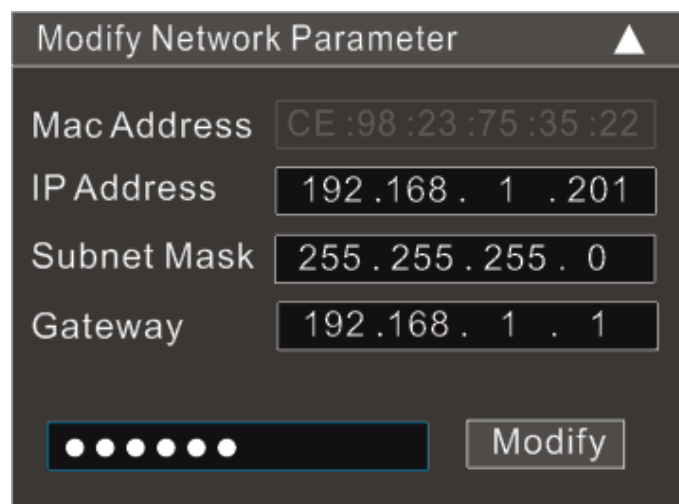 Modify Network Parameter
Mac Address CE :98 :23 :75 :35 :22
IP Address 192 .168 . 1 .201
Subnet Mask 255 . 255 . 255 . 0
Gateway 192 .168 . 1 . 1
●●●●●● Modify